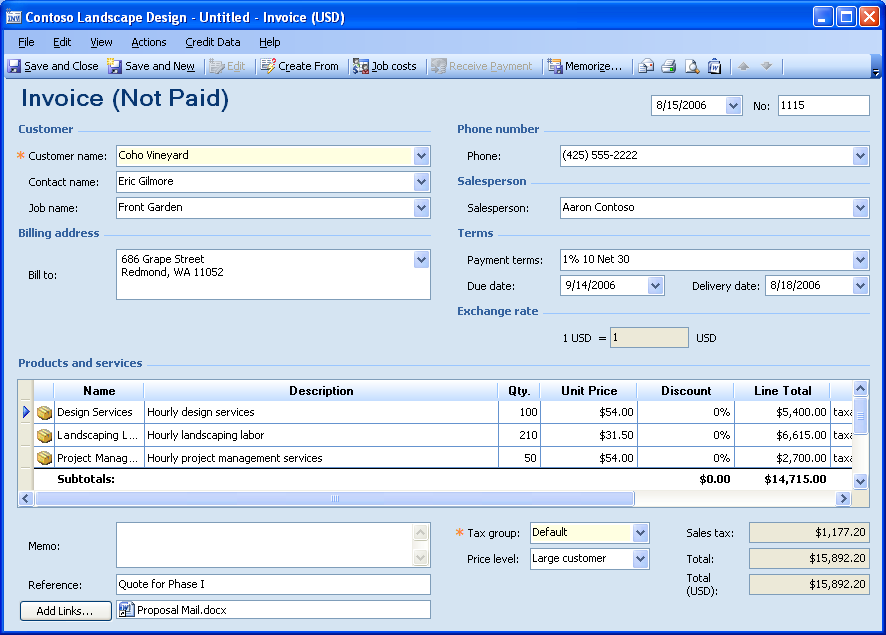 Contoso Landscape Design - Untitled - Invoice (USD)
File Edit View Actions Credit Data Help
Save and Close Save and New Edit Create From Job costs Receive Payment Memorize...
Invoice (Not Paid)
8/15/2006 No: 1115
Customer
Customer name: Coho Vineyard
Contact name: Eric Gilmore
Job name: Front Garden
Billing address
Bill to: 686 Grape Street
Redmond, WA 11052
Phone number
Phone: (425) 555-2222
Salesperson
Salesperson: Aaron Contoso
Terms
Payment terms: 1% 10 Net 30
Due date: 9/14/2006 Delivery date: 8/18/2006
Exchange rate
1 USD = 1 USD
Products and services
Name Description Qty. Unit Price Discount Line Total
Design Services Hourly design services 100 $54.00 0% $5,400.00 taxa
Landscaping L... Hourly landscaping labor 210 $31.50 0% $6,615.00 taxa
Project Manag... Hourly project management services 50 $54.00 0% $2,700.00 taxa
Subtotals: $0.00 $14,715.00
Memo:
Reference: Quote for Phase I
Add Links... Proposal Mail.docx
Tax group: Default
Price level: Large customer
Sales tax: $1,177.20
Total: $15,892.20
Total
(USD): $15,892.20